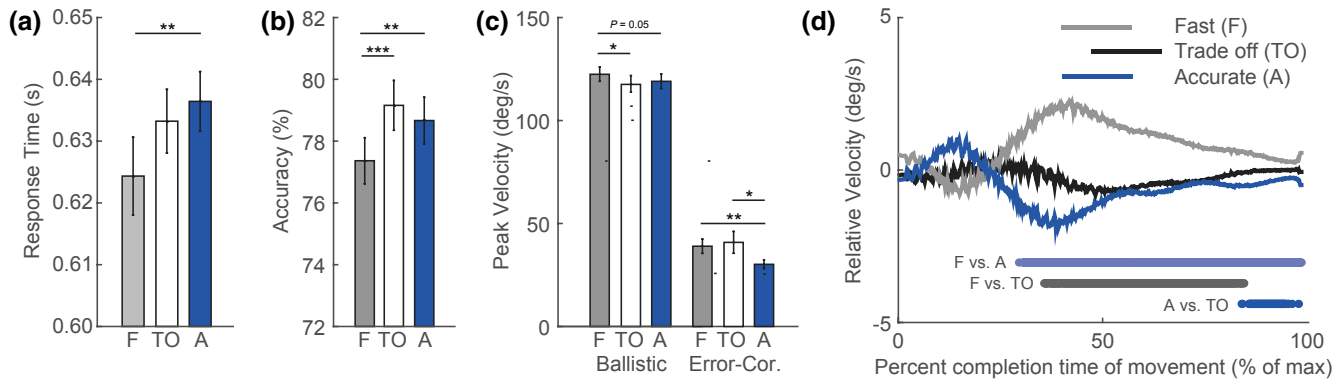 (a)
Response Time (s)
0.65
0.64
0.63
0.62
0.61
0.60
**
F TO A
(b)
Accuracy (%)
82
80
78
76
74
72
**
***
F TO A
(c)
Peak Velocity (deg/s)
150
100
50
0
P = 0.05
*
*
**
F TO A F TO A
Ballistic Error-Cor.
(d)
Relative Velocity (deg/s)
5
0
-5
Fast (F)
Trade off (TO)
Accurate (A)
F vs. A
F vs. TO
A vs. TO
0 50 100
Percent completion time of movement (% of max)